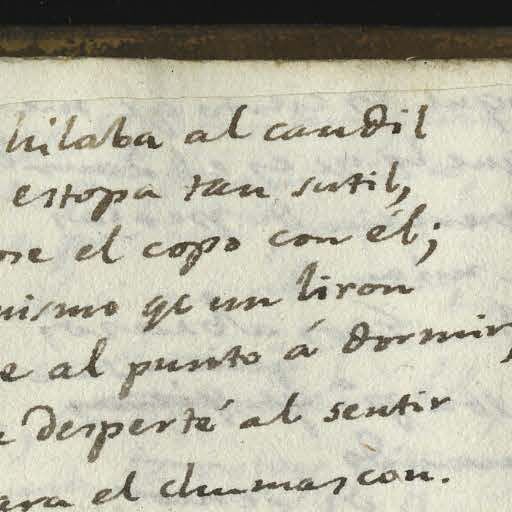 hilaba al candil
estopa tan sutil,
ose el copo con él;
mismo qe un liron
e al punto á dormir,
e desperté al sentir
ara el chumascon.